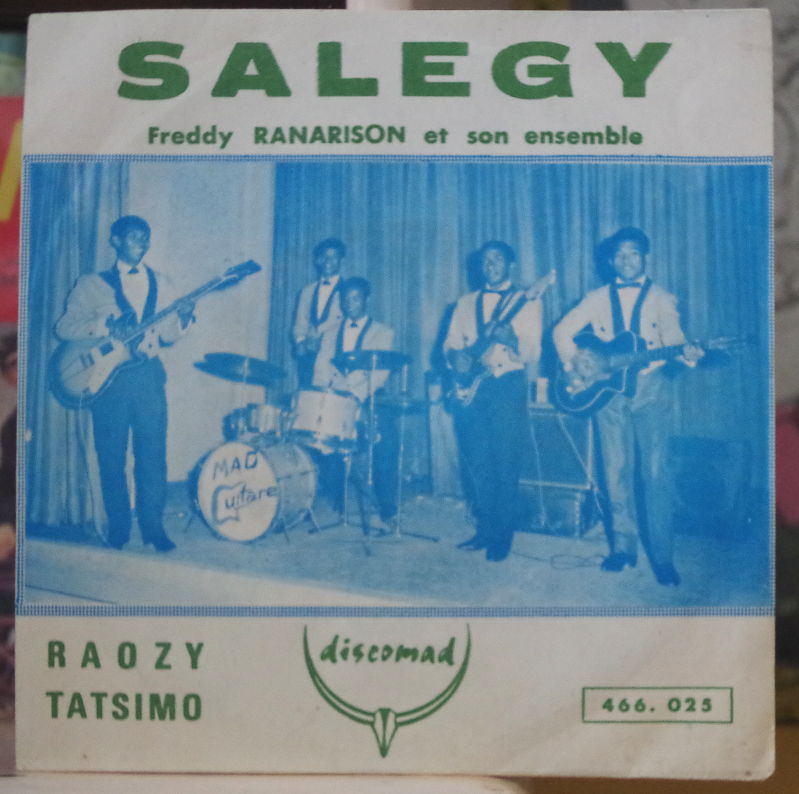 SALEGY
Freddy RANARISON et son ensemble
MAD
Guitare
RAOZY
TATSIMO
discomad
466. 025